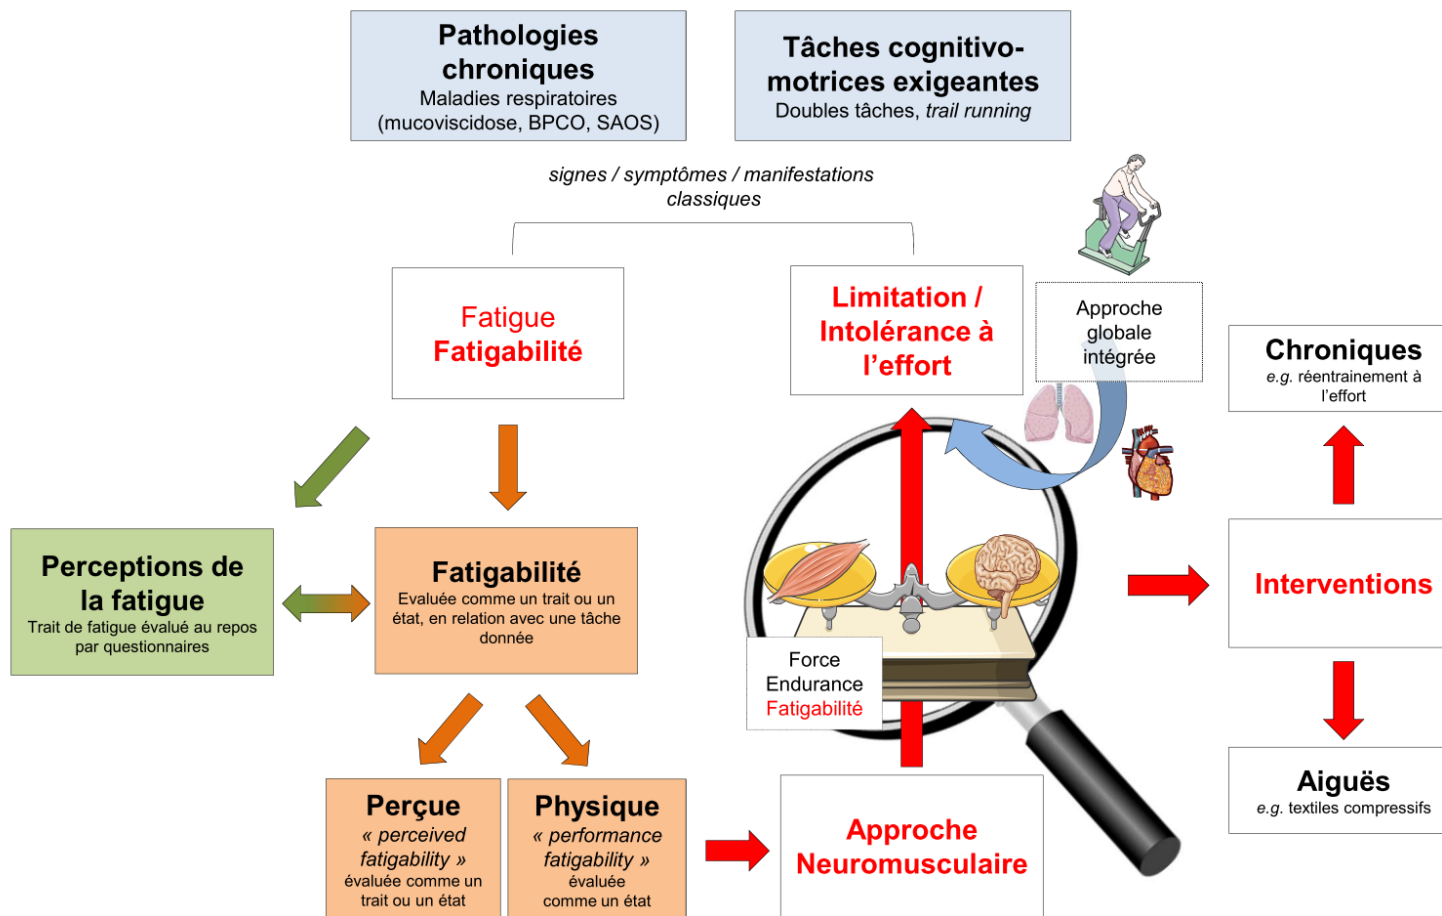 Pathologies
chroniques
Maladies respiratoires
(mucoviscidose, BPCO, SAOS)
Tâches cognitivo-
motrices exigeantes
Doubles tâches, trail running
signes / symptômes / manifestations
classiques
Fatigue
Fatigabilité
Limitation /
Intolérance à
l’effort
Approche
globale
intégrée
Chroniques
e.g. réentrainement à
l’effort
Perceptions de
la fatigue
Trait de fatigue évalué au repos
par questionnaires
Fatigabilité
Evaluée comme un trait ou un
état, en relation avec une tâche
donnée
Force
Endurance
Fatigabilité
Interventions
Perçue
« perceived
fatigability »
évaluée comme un
trait ou un état
Physique
« performance
fatigability »
évaluée
comme un état
Approche
Neuromusculaire
Aiguës
e.g. textiles compressifs